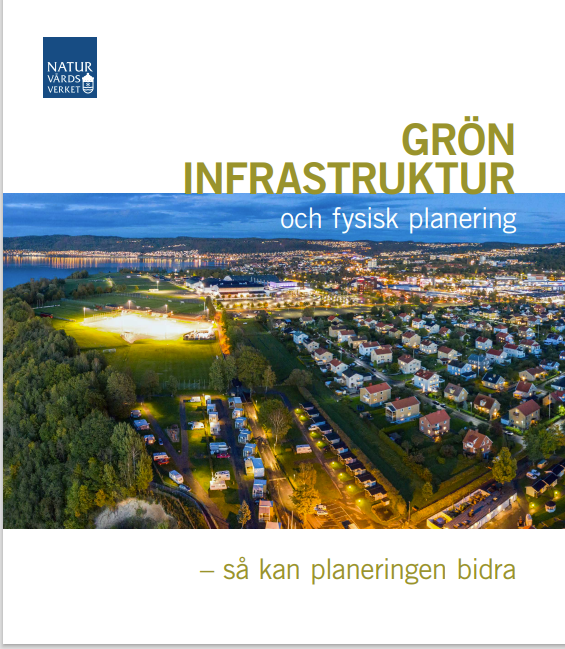 NATUR
VÅRDS
VERKET
GRÖN
INFRASTRUKTUR
och fysisk planering
– så kan planeringen bidra